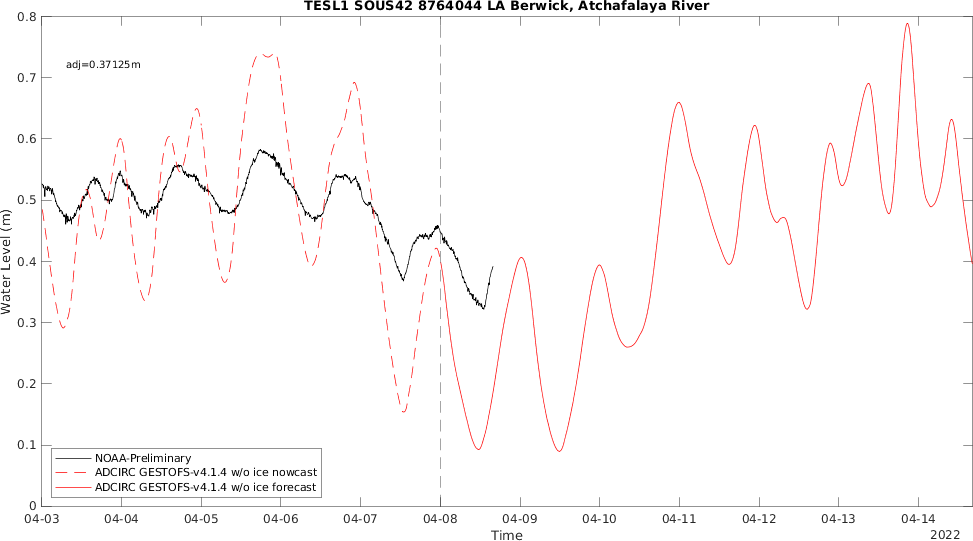 TESL1 SOUS42 8764044 LA Berwick, Atchafalaya River
adj=0.37125m
Water Level (m)
0.8
0.7
0.6
0.5
0.4
0.3
0.2
0.1
0
NOAA-Preliminary
ADCIRC GESTOFS-v4.1.4 w/o ice nowcast
ADCIRC GESTOFS-v4.1.4 w/o ice forecast
04-03 04-04 04-05 04-06 04-07 04-08 04-09 04-10 04-11 04-12 04-13 04-14
Time
2022